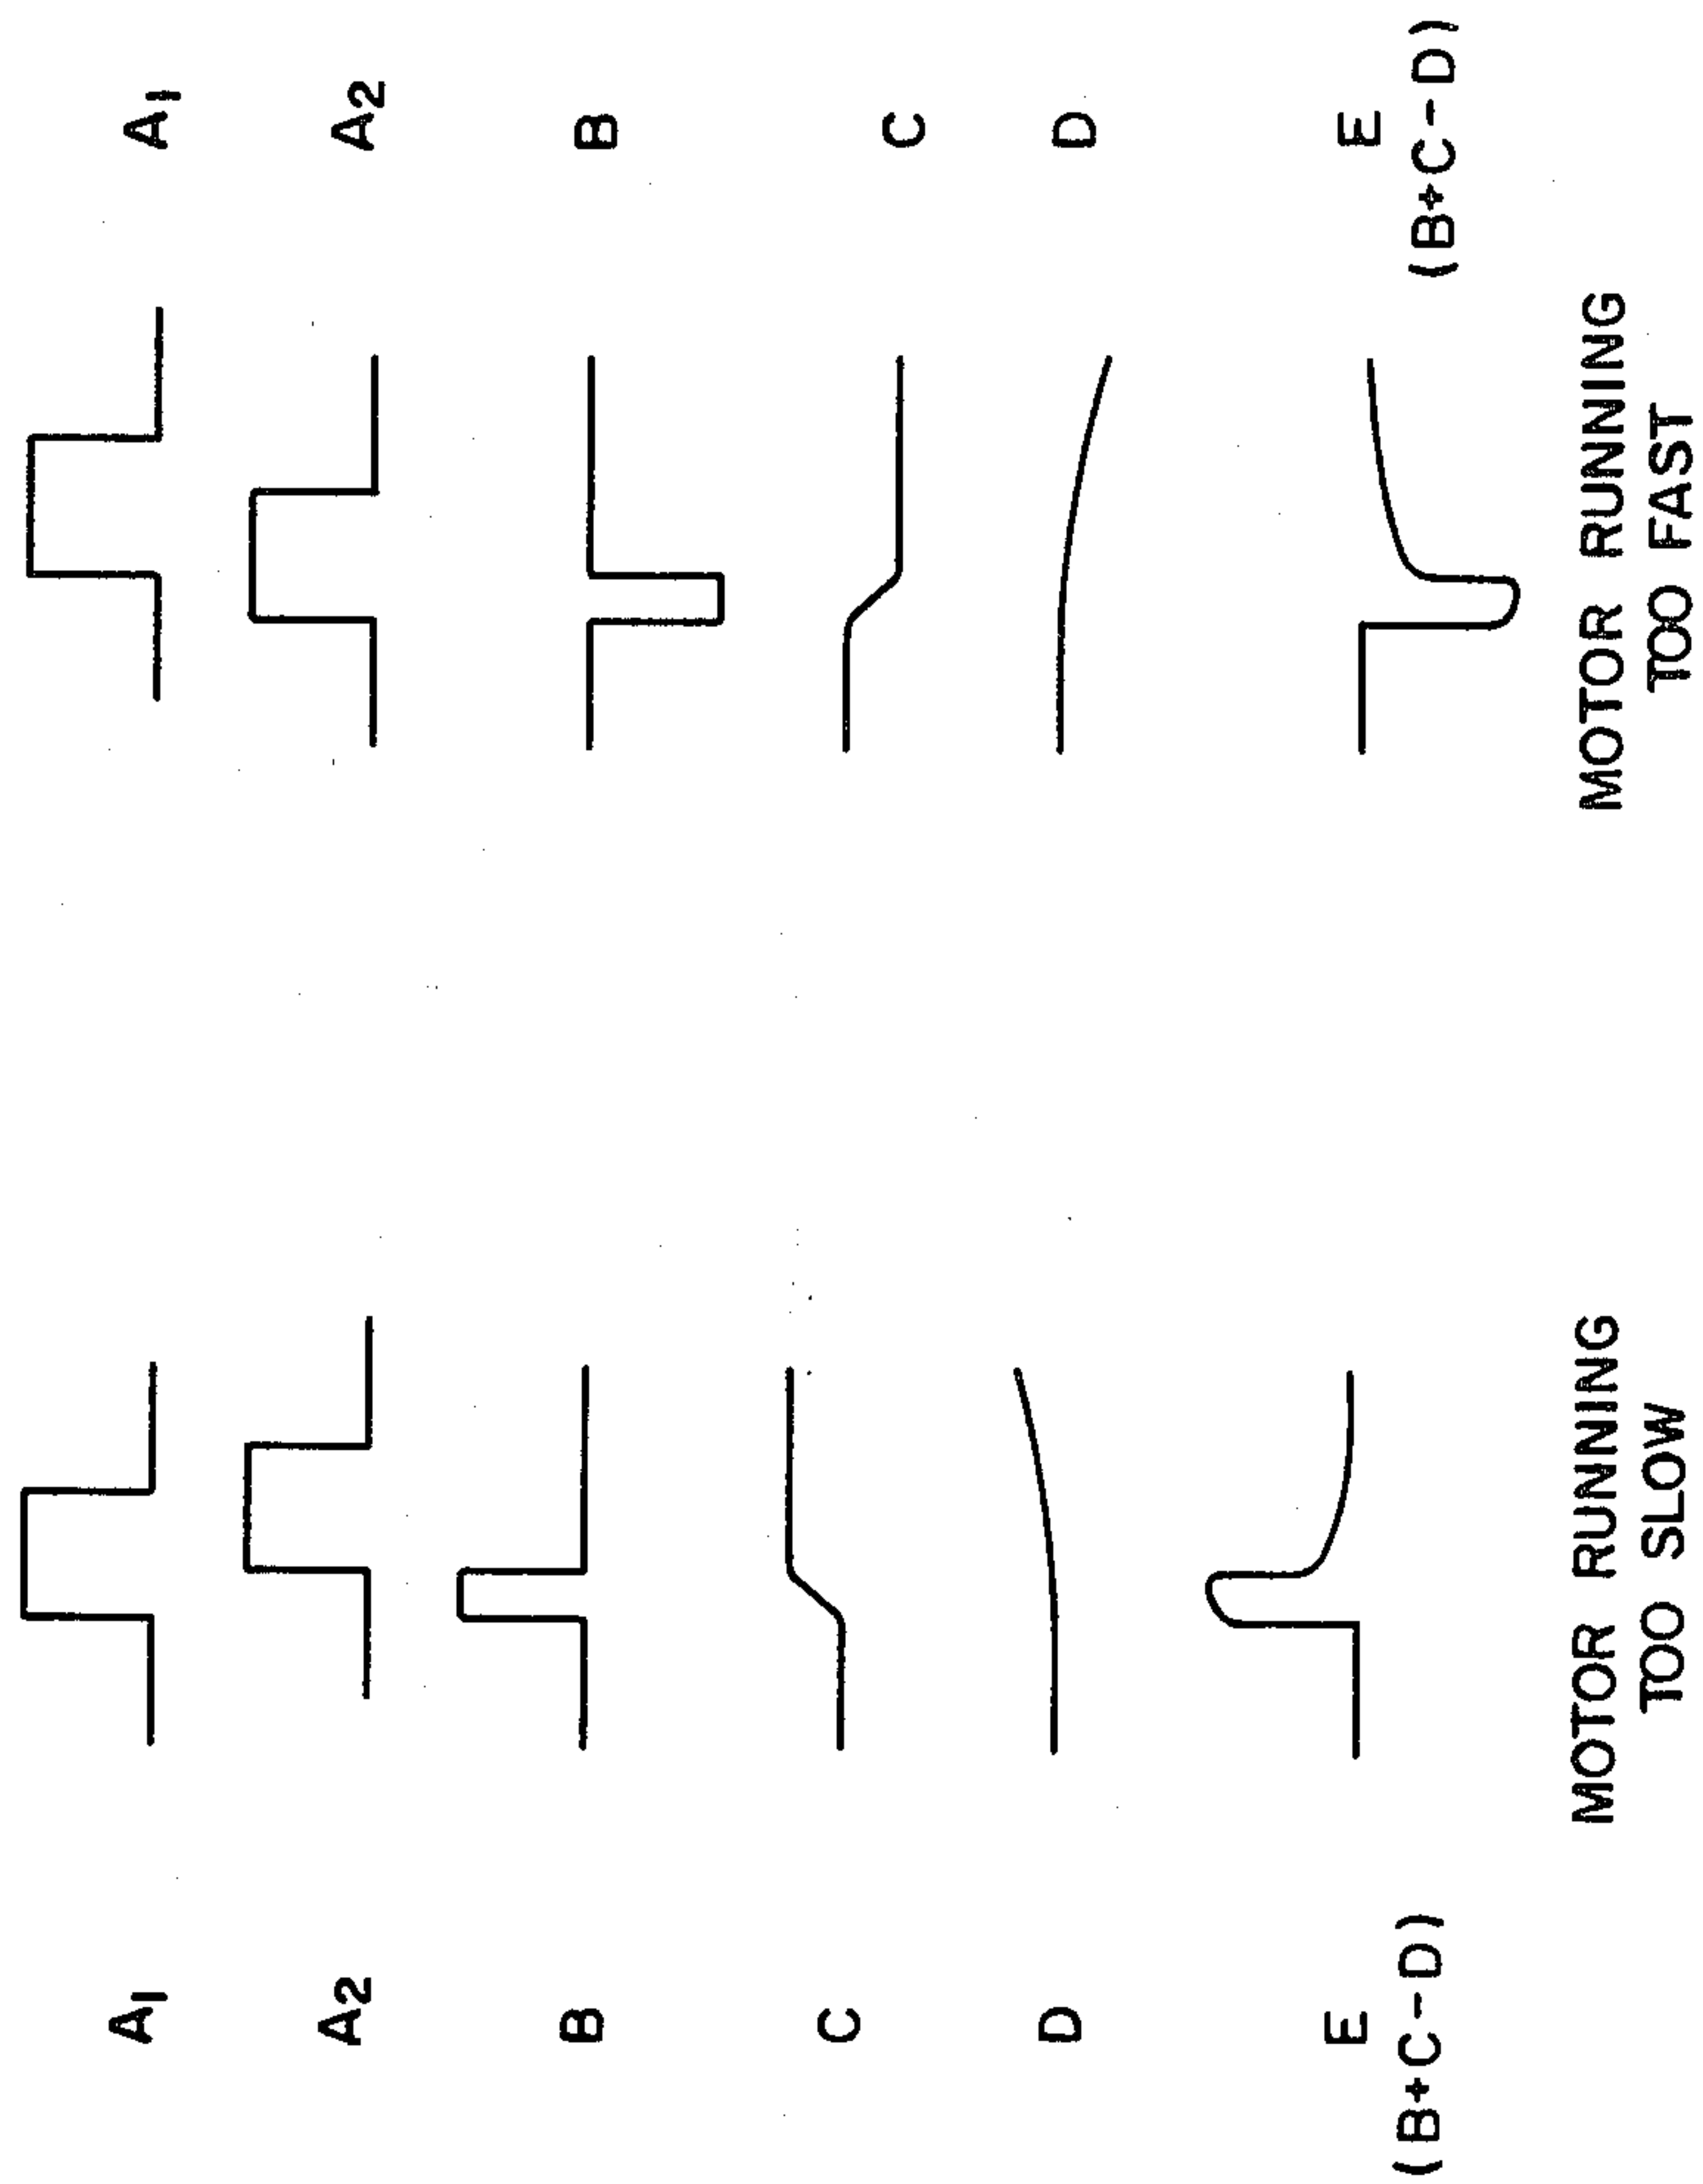 A1
A2
B
C
D
E
(B+C-D)
MOTOR RUNNING
TOO SLOW
A1
A2
B
C
D
E
(B+C-D)
MOTOR RUNNING
TOO FAST